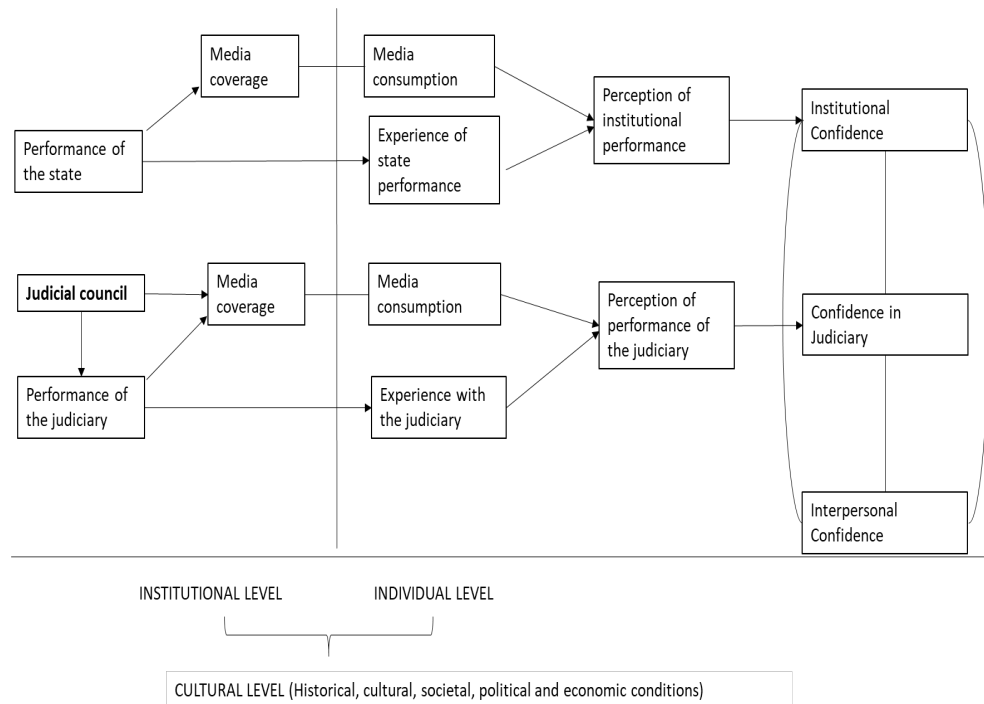 Media
coverage
Media
consumption
Performance of
the state
Experience of
state
performance
Perception of
institutional
performance
Institutional
Confidence
Judicial council
Media
coverage
Media
consumption
Perception of
performance of
the judiciary
Confidence in
Judiciary
Performance of
the judiciary
Experience with
the judiciary
Interpersonal
Confidence
INSTITUTIONAL LEVEL
INDIVIDUAL LEVEL
CULTURAL LEVEL (Historical, cultural, societal, political and economic conditions)